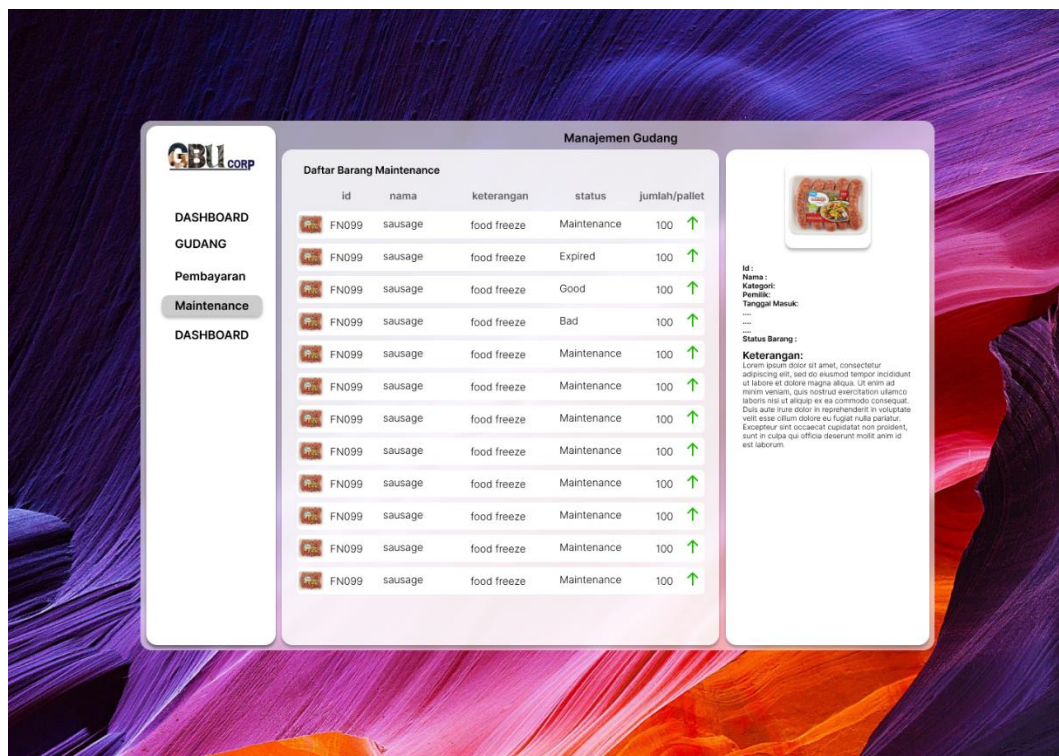 Manajemen Gudang
GBU CORP
DASHBOARD
GUDANG
Pembayaran
Maintenance
DASHBOARD
Daftar Barang Maintenance
id nama keterangan status jumlah/pallet
FN099 sausage food freeze Maintenance 100
FN099 sausage food freeze Expired 100
FN099 sausage food freeze Good 100
FN099 sausage food freeze Bad 100
FN099 sausage food freeze Maintenance 100
FN099 sausage food freeze Maintenance 100
FN099 sausage food freeze Maintenance 100
FN099 sausage food freeze Maintenance 100
FN099 sausage food freeze Maintenance 100
FN099 sausage food freeze Maintenance 100
FN099 sausage food freeze Maintenance 100
FN099 sausage food freeze Maintenance 100
Id :
Nama :
Kategori:
Pemilik:
Tanggal Masuk:
....
....
....
Status Barang :
Keterangan:
Lorem ipsum dolor sit amet, consectetur
adipiscing elit, sed do eiusmod tempor incididunt
ut labore et dolore magna aliqua. Ut enim ad
minim veniam, quis nostrud exercitation ullamco
laboris nisi ut aliquip ex ea commodo consequat.
Duis aute irure dolor in reprehenderit in voluptate
velit esse cillum dolore eu fugiat nulla pariatur.
Excepteur sint occaecat cupidatat non proident,
sunt in culpa qui officia deserunt mollit anim id
est laborum